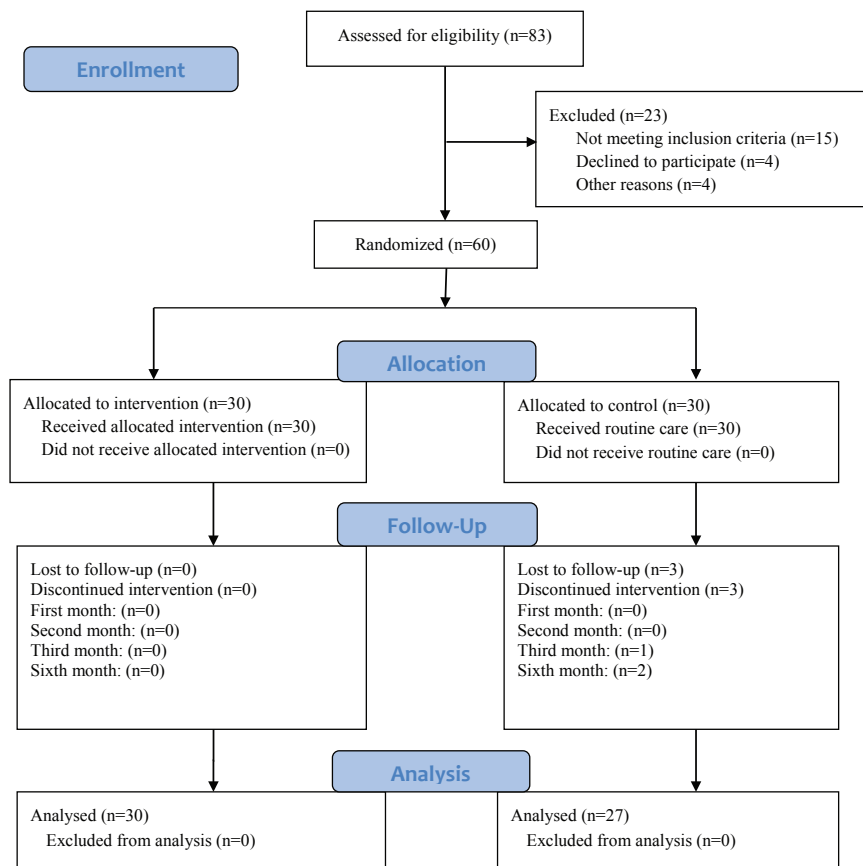 Assessed for eligibility (n=83)
Enrollment
Excluded (n=23)
Not meeting inclusion criteria (n=15)
Declined to participate (n=4)
Other reasons (n=4)
Randomized (n=60)
Allocation
Allocated to intervention (n=30)
Received allocated intervention (n=30)
Did not receive allocated intervention (n=0)
Allocated to control (n=30)
Received routine care (n=30)
Did not receive routine care (n=0)
Follow-Up
Lost to follow-up (n=0)
Discontinued intervention (n=0)
First month: (n=0)
Second month: (n=0)
Third month: (n=0)
Sixth month: (n=0)
Lost to follow-up (n=3)
Discontinued intervention (n=3)
First month: (n=0)
Second month: (n=0)
Third month: (n=1)
Sixth month: (n=2)
Analysis
Analysed (n=30)
Excluded from analysis (n=0)
Analysed (n=27)
Excluded from analysis (n=0)